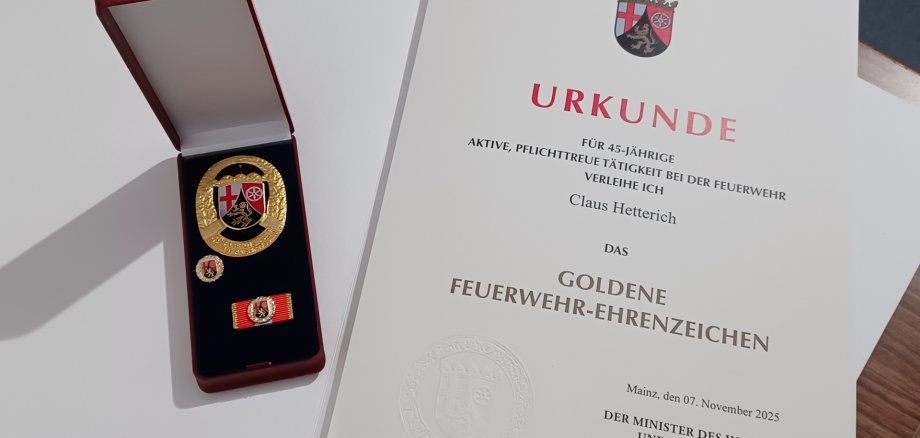 URKUNDE
FÜR 45-JÄHRIGE
AKTIVE, PFLICHTTREUE TÄTIGKEIT BEI DER FEUERWEHR
VERLEIHE ICH
Claus Hetterich
DAS
GOLDENE
FEUERWEHR-EHRENZEICHEN
Mainz, den 07. November 2025
DER MINISTER DES